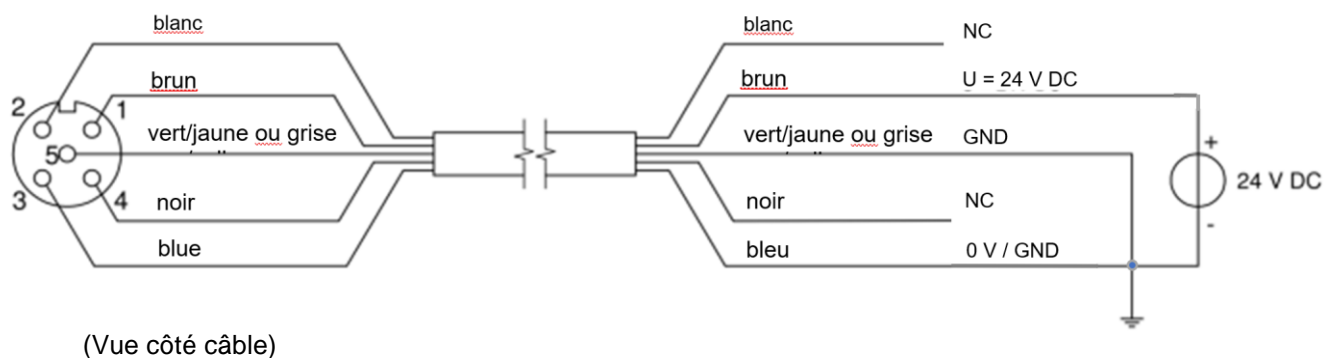 blanc
blanc
NC
brun
brun
U = 24 V DC
2
1
vert/jaune ou grise
vert/jaune ou grise
GND
5
+
24 V DC
3
4
noir
noir
NC
-
blue
bleu
0 V / GND
(Vue côté câble)